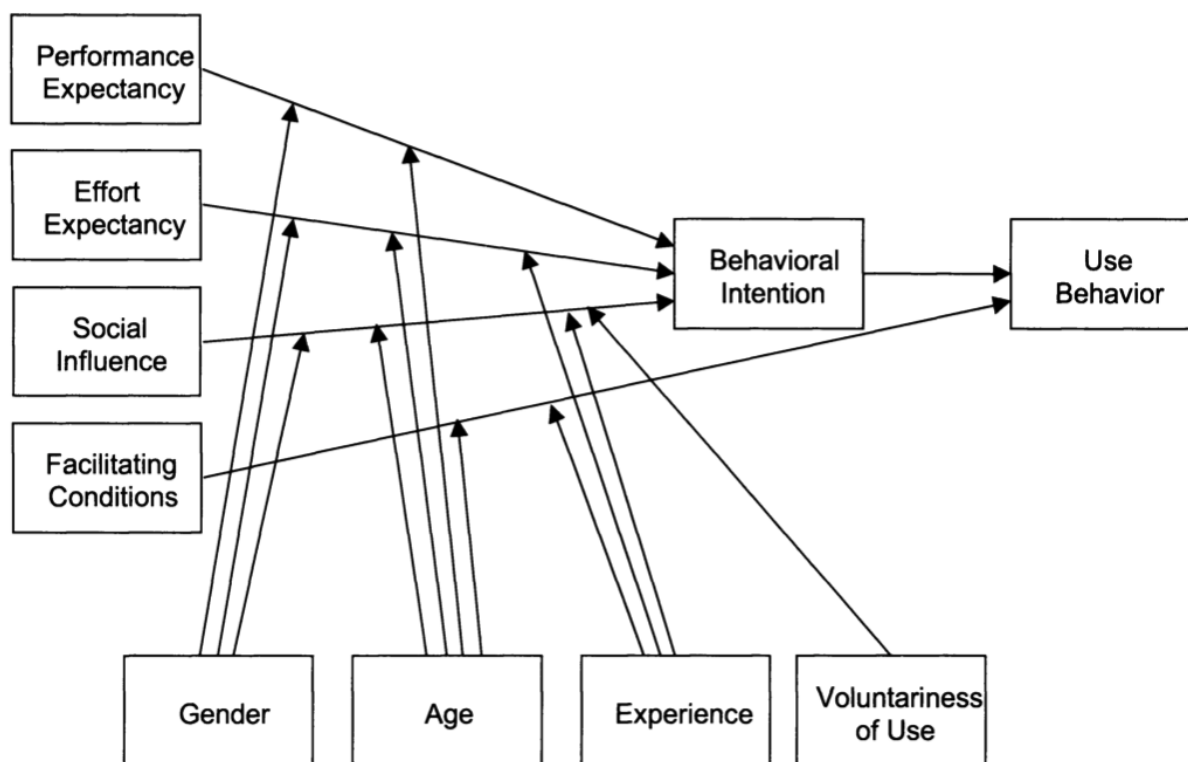 Performance
Expectancy
Effort
Expectancy
Social
Influence
Facilitating
Conditions
Behavioral
Intention
Use
Behavior
Gender
Age
Experience
Voluntariness
of Use